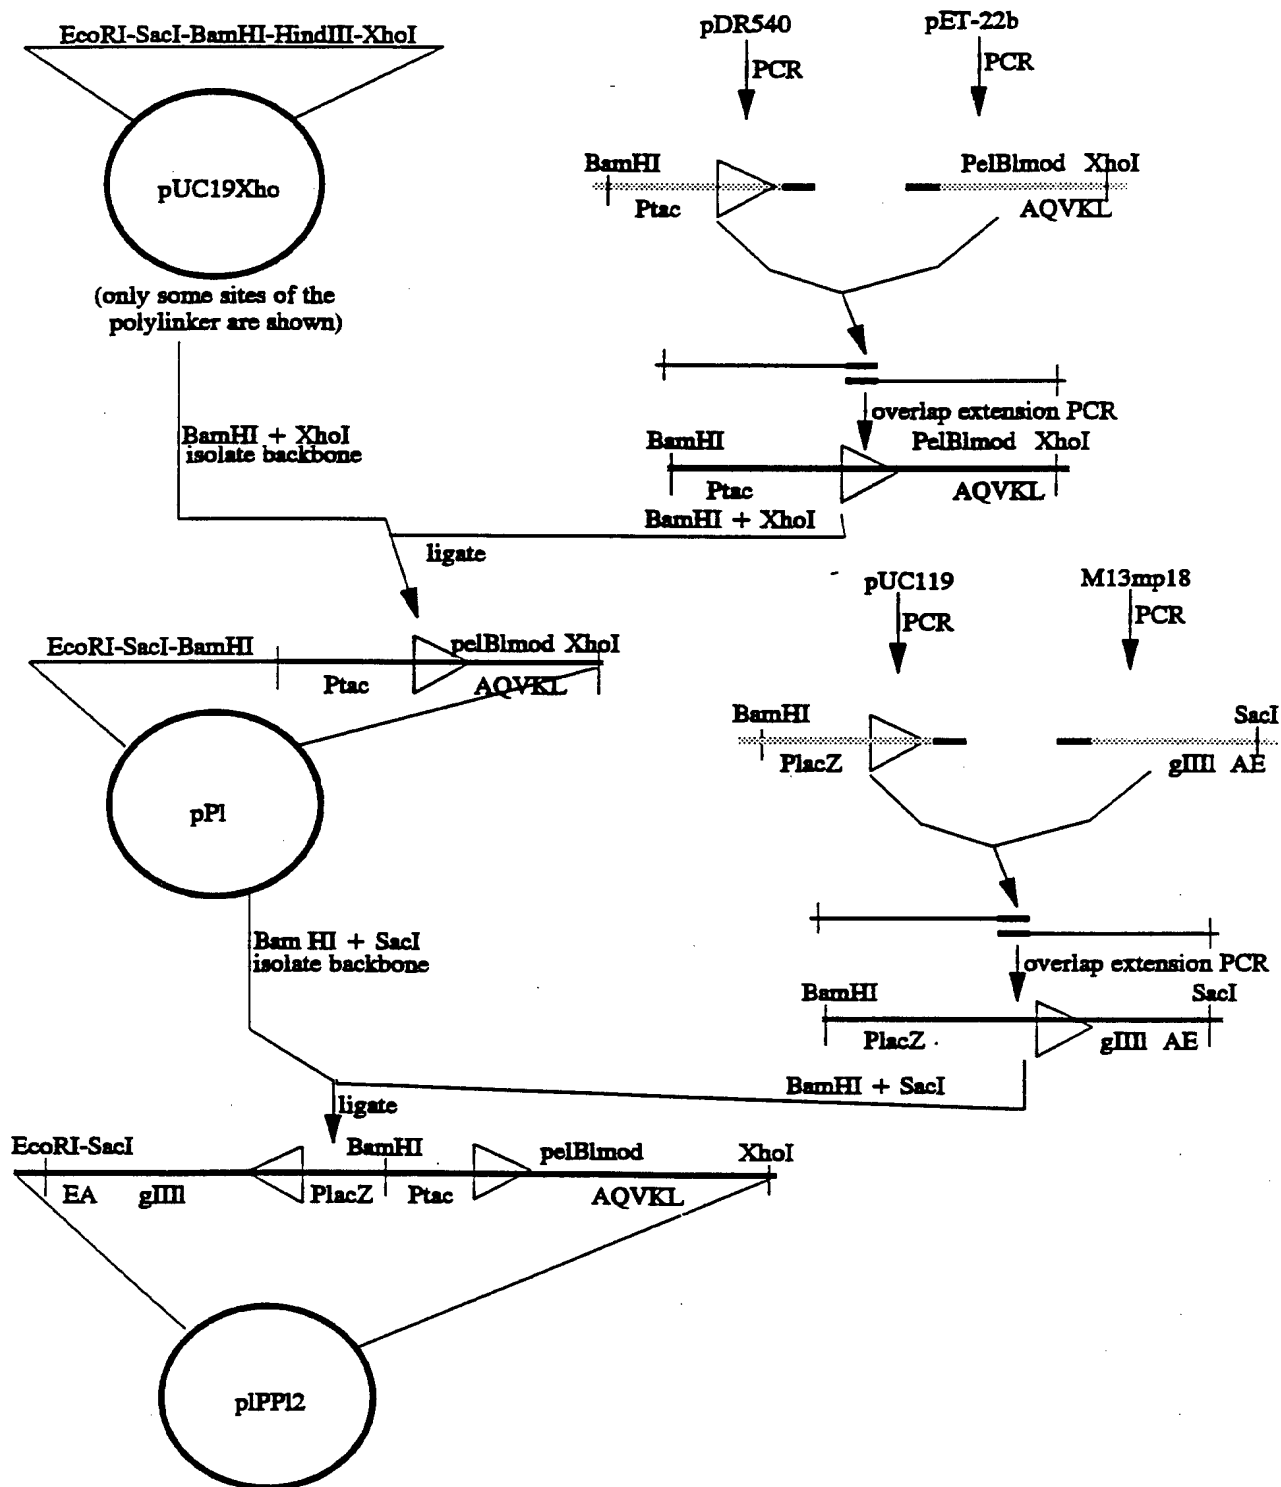 EcoRI-SacI-BamHI-HindIII-XhoI
pUC19Xho
(only some sites of the
polylinker are shown)
pDR540
PCR
pET-22b
PCR
BamHI
Ptac
PelBlmod XhoI
AQVKL
overlap extension PCR
BamHI
PelBlmod XhoI
Ptac
AQVKL
BamHI + XhoI
isolate backbone
BamHI + XhoI
ligate
EcoRI-SacI-BamHI
pelBlmod XhoI
Ptac
AQVKL
pPl
pUC119
PCR
M13mp18
PCR
BamHI
PlacZ
SacI
gIIIl AE
overlap extension PCR
BamHI
SacI
PlacZ
gIIIl AE
Bam HI + SacI
isolate backbone
BamHI + SacI
ligate
EcoRI-SacI
BamHI
pelBlmod
XhoI
EA
gIIIl
PlacZ
Ptac
AQVKL
plPPl2